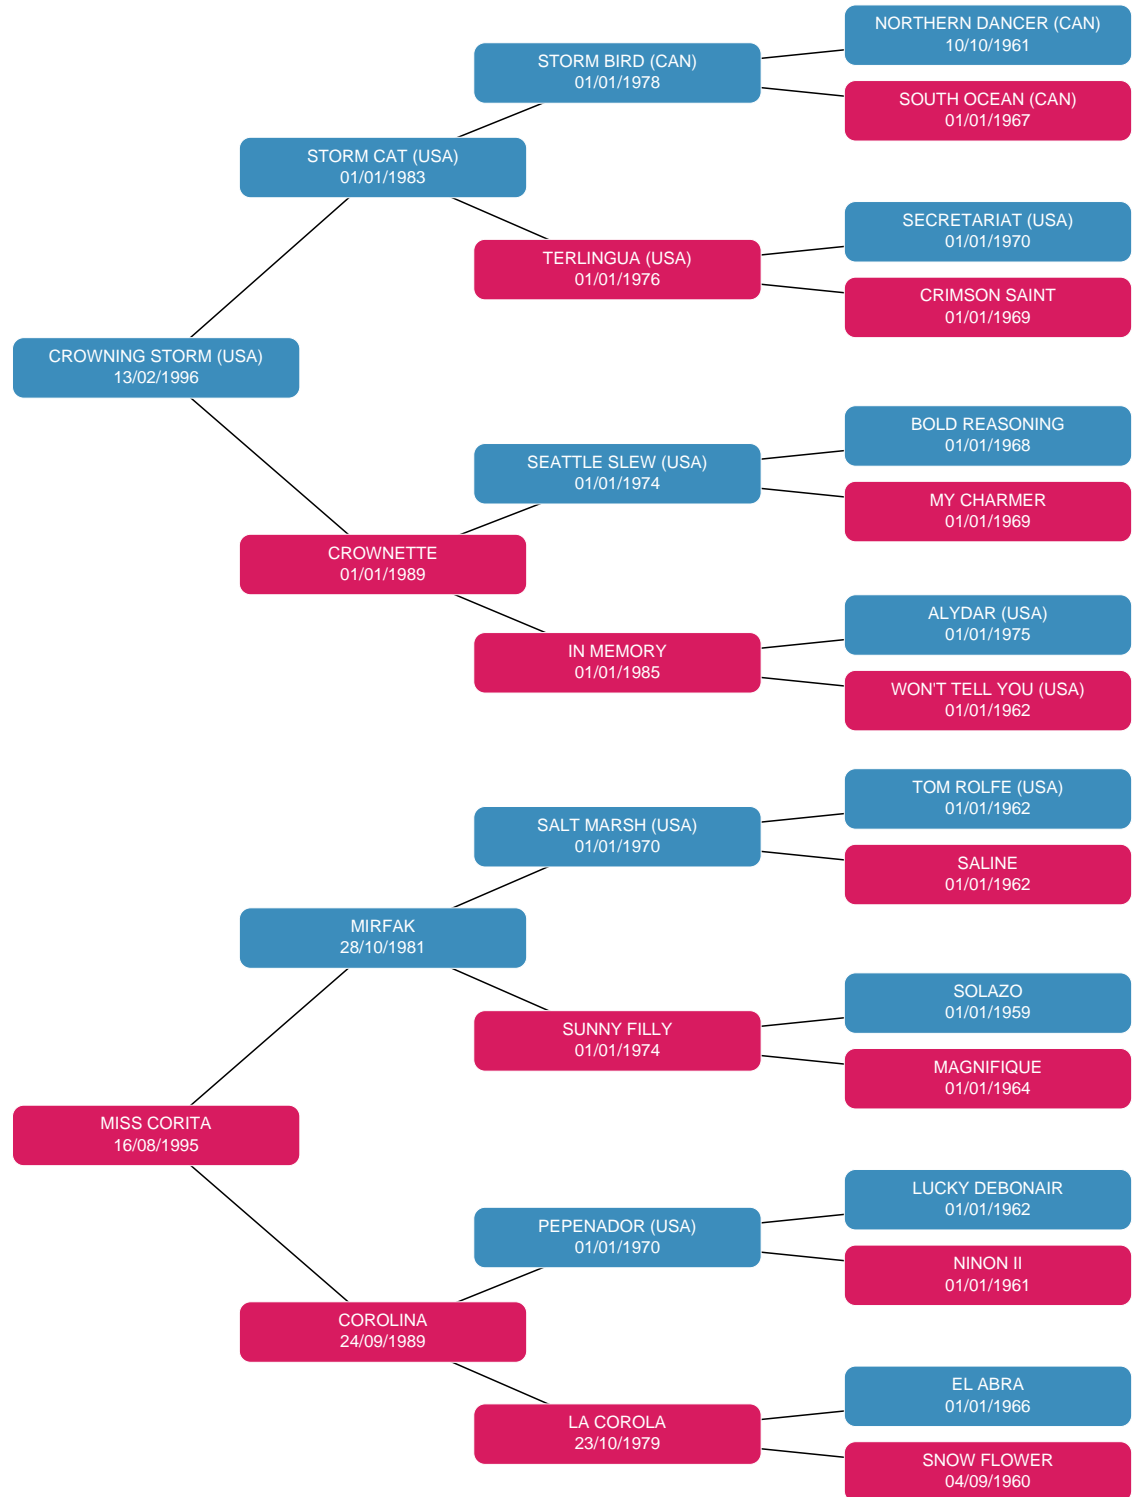 NORTHERN DANCER (CAN)
10/10/1961
STORM BIRD (CAN)
01/01/1978
SOUTH OCEAN (CAN)
01/01/1967
STORM CAT (USA)
01/01/1983
SECRETARIAT (USA)
01/01/1970
TERLINGUA (USA)
01/01/1976
CRIMSON SAINT
01/01/1969
CROWNING STORM (USA)
13/02/1996
BOLD REASONING
01/01/1968
SEATTLE SLEW (USA)
01/01/1974
MY CHARMER
01/01/1969
CROWNETTE
01/01/1989
ALYDAR (USA)
01/01/1975
IN MEMORY
01/01/1985
WON'T TELL YOU (USA)
01/01/1962
TOM ROLFE (USA)
01/01/1962
SALT MARSH (USA)
01/01/1970
SALINE
01/01/1962
MIRFAK
28/10/1981
SOLAZO
01/01/1959
SUNNY FILLY
01/01/1974
MAGNIFIQUE
01/01/1964
MISS CORITA
16/08/1995
LUCKY DEBONAIR
01/01/1962
PEPENADOR (USA)
01/01/1970
NINON II
01/01/1961
COROLINA
24/09/1989
EL ABRA
01/01/1966
LA COROLA
23/10/1979
SNOW FLOWER
04/09/1960